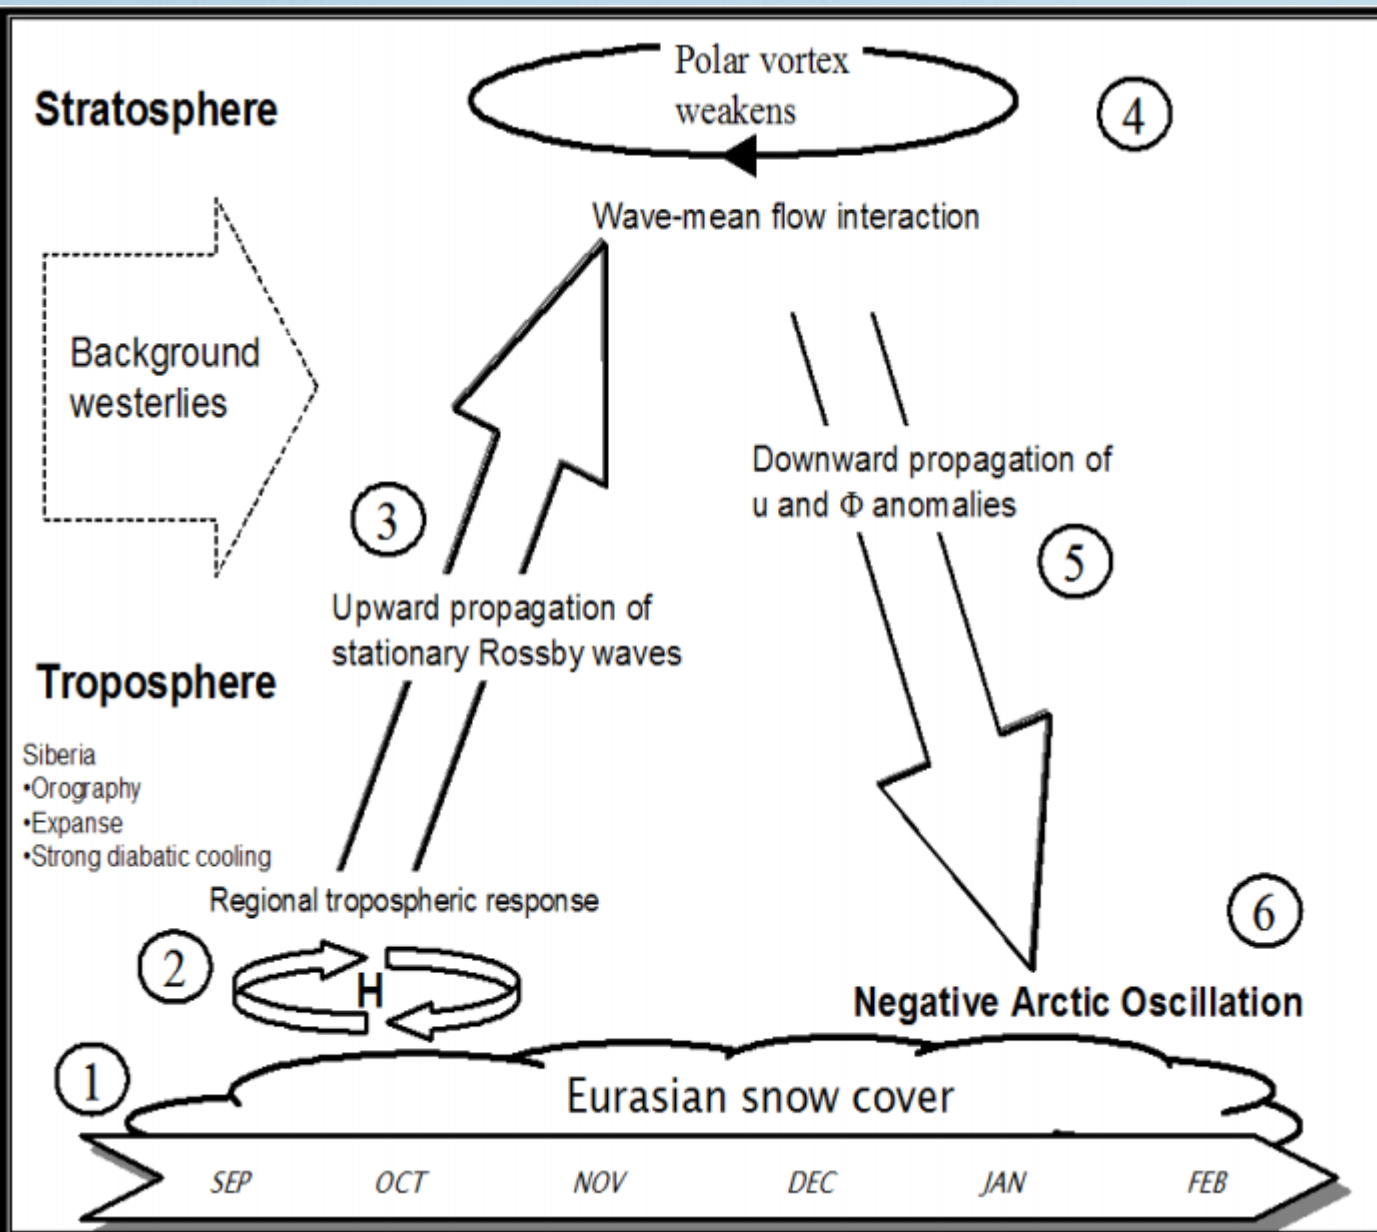 Polar vortex
weakens
Stratosphere
4
Wave-mean flow interaction
Background
westerlies
Downward propagation of
u and Φ anomalies
3
5
Upward propagation of
stationary Rossby waves
Troposphere
Siberia
•Orography
•Expanse
•Strong diabatic cooling
Regional tropospheric response
6
2
H
Negative Arctic Oscillation
1
Eurasian snow cover
SEP OCT NOV DEC JAN FEB